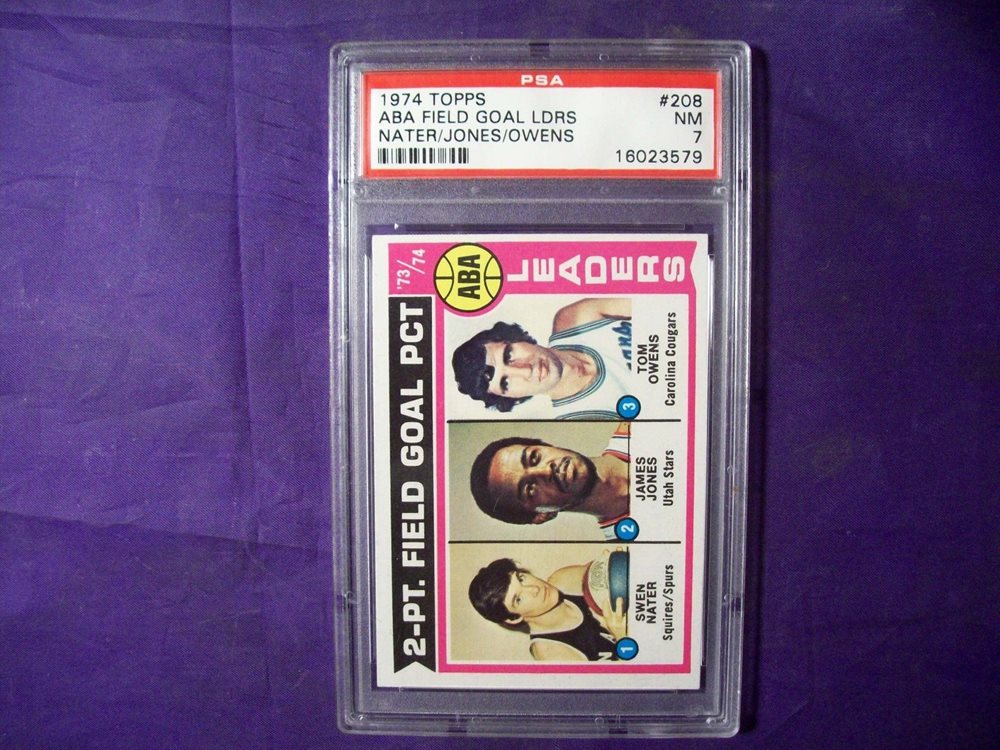 PSA
1974 TOPPS #208
ABA FIELD GOAL LDRS NM
NATER/JONES/OWENS 7
16023579
2-PT. FIELD GOAL PCT '73/74
ABA
LEADERS
1
SWEN
NATER
Squires/Spurs
2
JAMES
JONES
Utah Stars
3
TOM
OWENS
Carolina Cougars